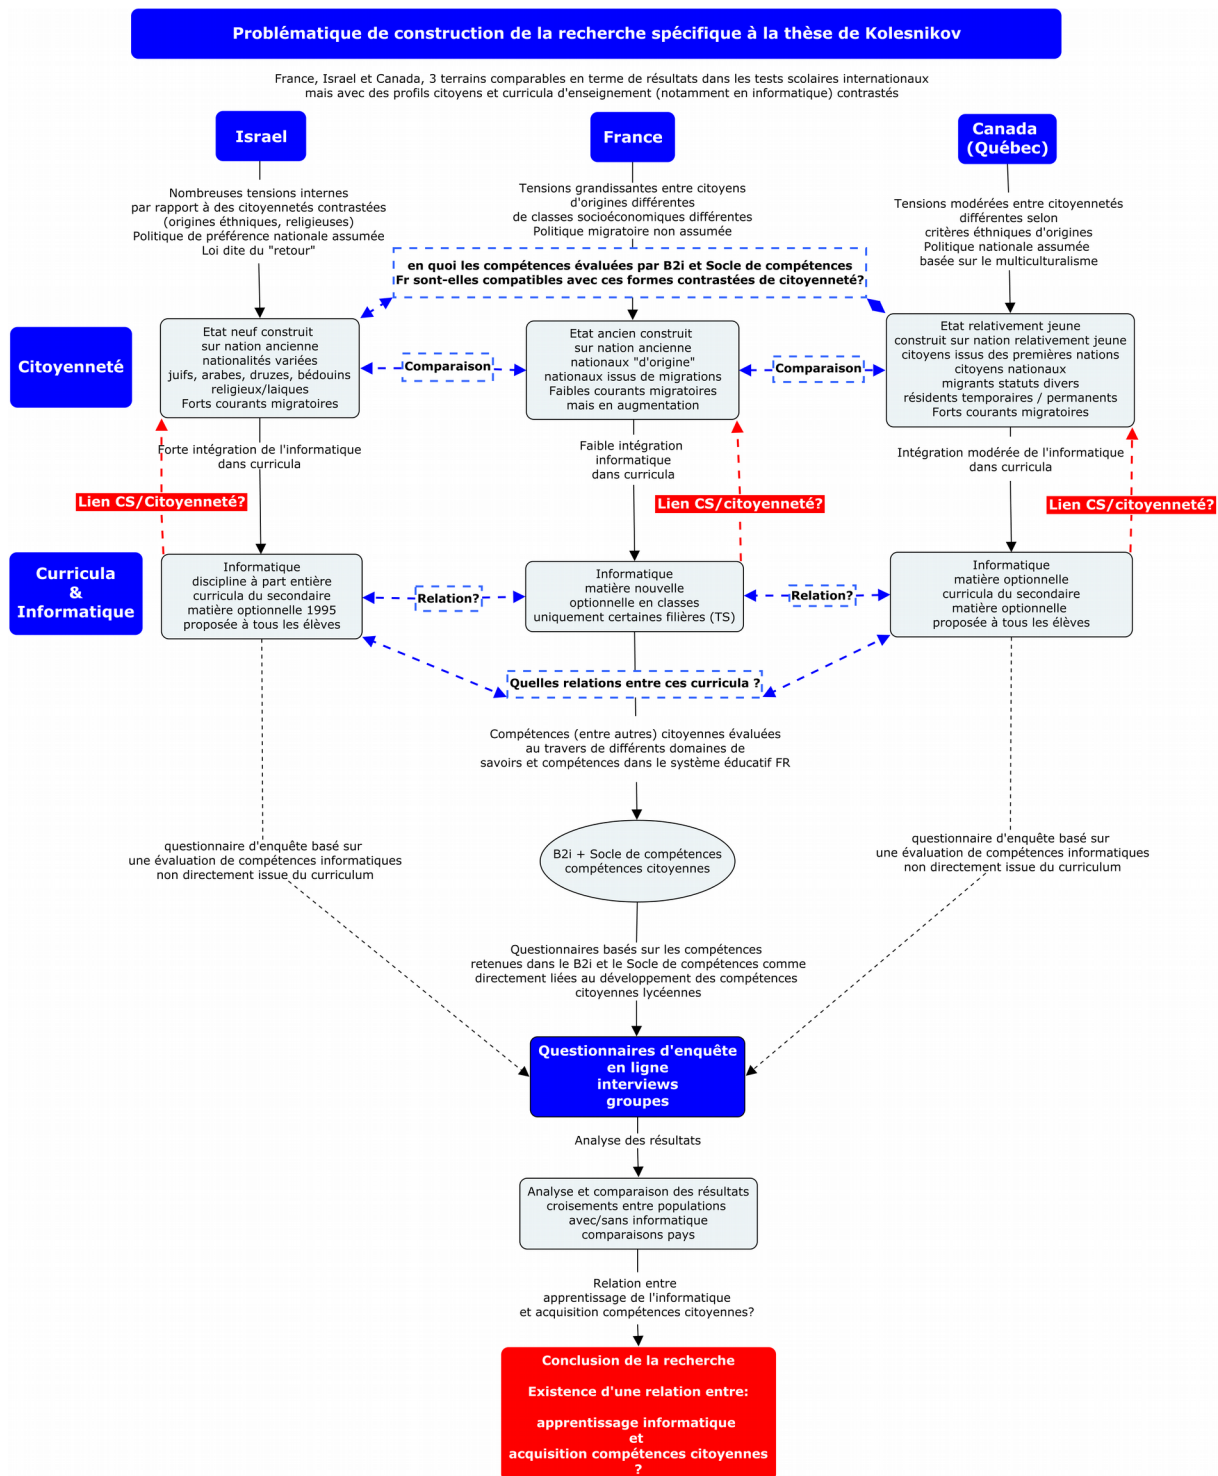 Problématique de construction de la recherche spécifique à la thèse de Kolesnikov
France, Israel et Canada, 3 terrains comparables en terme de résultats dans les tests scolaires internationaux
mais avec des profils citoyens et curricula d'enseignement (notamment en informatique) contrastés
Israel
France
Canada
(Québec)
Nombreuses tensions internes
par rapport à des citoyennetés contrastées
(origines éthniques, religieuses)
Politique de préférence nationale assumée
Loi dite du "retour"
Tensions grandissantes entre citoyens
d'origines différentes
de classes socioéconomiques différentes
Politique migratoire non assumée
Tensions modérées entre citoyennetés
différentes selon
critères éthniques d'origines
Politique nationale assumée
basée sur le multiculturalisme
en quoi les compétences évaluées par B2i et Socle de compétences
Fr sont-elles compatibles avec ces formes contrastées de citoyenneté?
Citoyenneté
Etat neuf construit
sur nation ancienne
nationalités variées
juifs, arabes, druzes, bédouins
religieux/laiques
Forts courants migratoires
Comparaison
Etat ancien construit
sur nation ancienne
nationaux "d'origine"
nationaux issus de migrations
Faibles courants migratoires
mais en augmentation
Comparaison
Etat relativement jeune
construit sur nation relativement jeune
citoyens issus des premières nations
citoyens nationaux
migrants statuts divers
résidents temporaires / permanents
Forts courants migratoires
Forte intégration de l'informatique
dans curricula
Faible intégration
informatique
dans curricula
Intégration modérée de l'informatique
dans curricula
Lien CS/Citoyenneté?
Lien CS/citoyenneté?
Lien CS/citoyenneté?
Curricula
&
Informatique
Informatique
discipline à part entière
curricula du secondaire
matière optionnelle 1995
proposée à tous les élèves
Relation?
Informatique
matière nouvelle
optionnelle en classes
uniquement certaines filières (TS)
Relation?
Informatique
matière optionnelle
curricula du secondaire
matière optionnelle
proposée à tous les élèves
Quelles relations entre ces curricula ?
Compétences (entre autres) citoyennes évaluées
au travers de différents domaines de
savoirs et compétences dans le système éducatif FR
questionnaire d'enquête basé sur
une évaluation de compétences informatiques
non directement issue du curriculum
B2i + Socle de compétences
compétences citoyennes
questionnaire d'enquête basé sur
une évaluation de compétences informatiques
non directement issue du curriculum
Questionnaires basés sur les compétences
retenues dans le B2i et le Socle de compétences comme
directement liées au développement des compétences
citoyennes lycéennes
Questionnaires d'enquête
en ligne
interviews
groupes
Analyse des résultats
Analyse et comparaison des résultats
croisements entre populations
avec/sans informatique
comparaisons pays
Relation entre
apprentissage de l'informatique
et acquisition compétences citoyennes?
Conclusion de la recherche
Existence d'une relation entre:
apprentissage informatique
et
acquisition compétences citoyennes
?